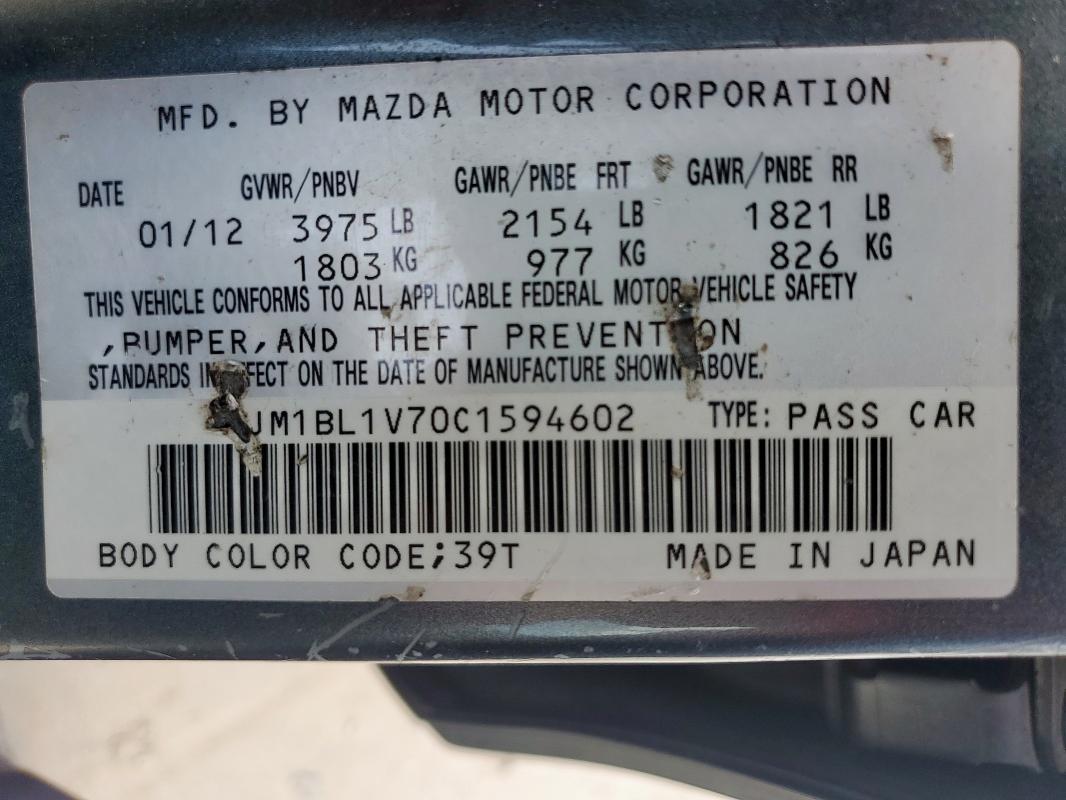 MFD. BY MAZDA MOTOR CORPORATION
DATE GVWR/PNBV GAWR/PNBE FRT GAWR/PNBE RR
01/12 3975 LB 2154 LB 1821 LB
1803 KG 977 KG 826 KG
THIS VEHICLE CONFORMS TO ALL APPLICABLE FEDERAL MOTOR VEHICLE SAFETY
,BUMPER,AND THEFT PREVENTION
STANDARDS IN EFFECT ON THE DATE OF MANUFACTURE SHOWN ABOVE.
JM1BL1V70C1594602 TYPE: PASS CAR
BODY COLOR CODE;39T MADE IN JAPAN